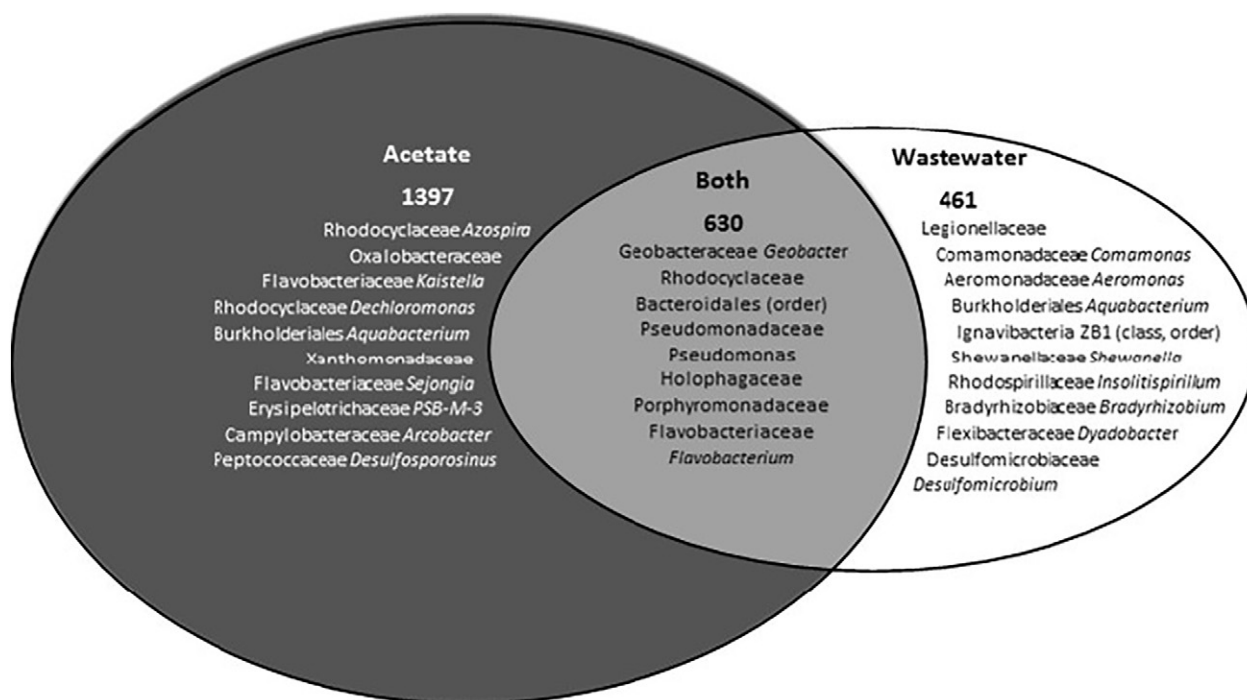 Acetate
1397
Rhodocyclaceae Azospira
Oxalobacteraceae
Flavobacteriaceae Kaistella
Rhodocyclaceae Dechloromonas
Burkholderiales Aquabacterium
Xanthomonadaceae
Flavobacteriaceae Sejongia
Erysipelotrichaceae PSB-M-3
Campylobacteraceae Arcobacter
Peptococcaceae Desulfosporosinus
Both
630
Geobacteraceae Geobacter
Rhodocyclaceae
Bacteroidales (order)
Pseudomonadaceae
Pseudomonas
Holophagaceae
Porphyromonadaceae
Flavobacteriaceae
Flavobacterium
Wastewater
461
Legionellaceae
Comamonadaceae Comamonas
Aeromonadaceae Aeromonas
Burkholderiales Aquabacterium
Ignavibacteria ZB1 (class, order)
Shewanellaceae Shewanella
Rhodospirillaceae Insolitispirillum
Bradyrhizobiaceae Bradyrhizobium
Flexibacteraceae Dyadobacter
Desulfomicrobiaceae
Desulfomicrobium